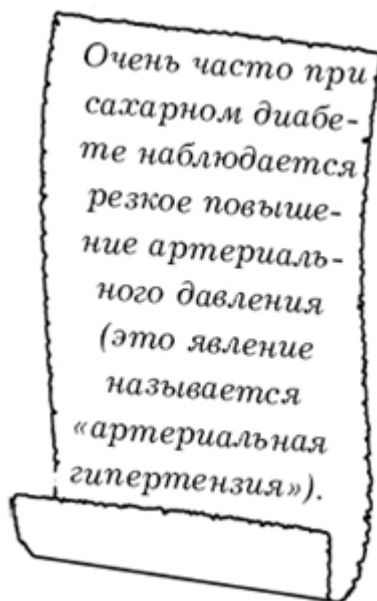 Очень часто при
сахарном диабе-
те наблюдается
резкое повыше-
ние артериаль-
ного давления
(это явление
называется
«артериальная
гипертензия»).